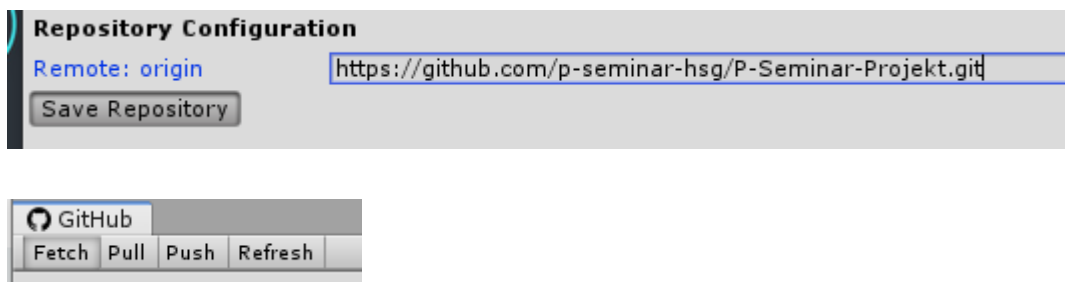 Repository Configuration
Remote: origin https://github.com/p-seminar-hsg/P-Seminar-Projekt.git
Save Repository
GitHub
Fetch Pull Push Refresh